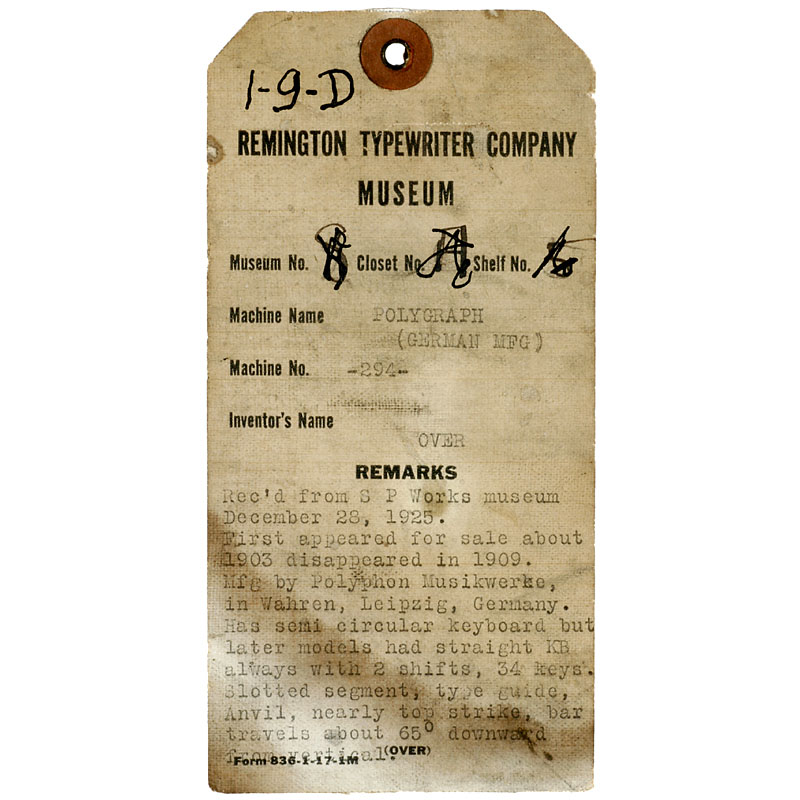 1-9-D
REMINGTON TYPEWRITER COMPANY
MUSEUM
Museum No. Closet No. Shelf No.
Machine Name POLYGRAPH
(GERMAN MFG)
Machine No. -294-
Inventor's Name
OVER
REMARKS
Rec'd from S P Works museum
December 28, 1925.
First appeared for sale about
1903 disappeared in 1909.
Mfg by Polyphon Musikwerke,
in Wahren, Leipzig, Germany.
Has semi circular keyboard but
later models had straight KB
always with 2 shifts, 34 keys.
Slotted segment, type guide,
Anvil, nearly top strike, bar
travels about 65° downward
from vertical.
(OVER)
Form 836-1-17-1M